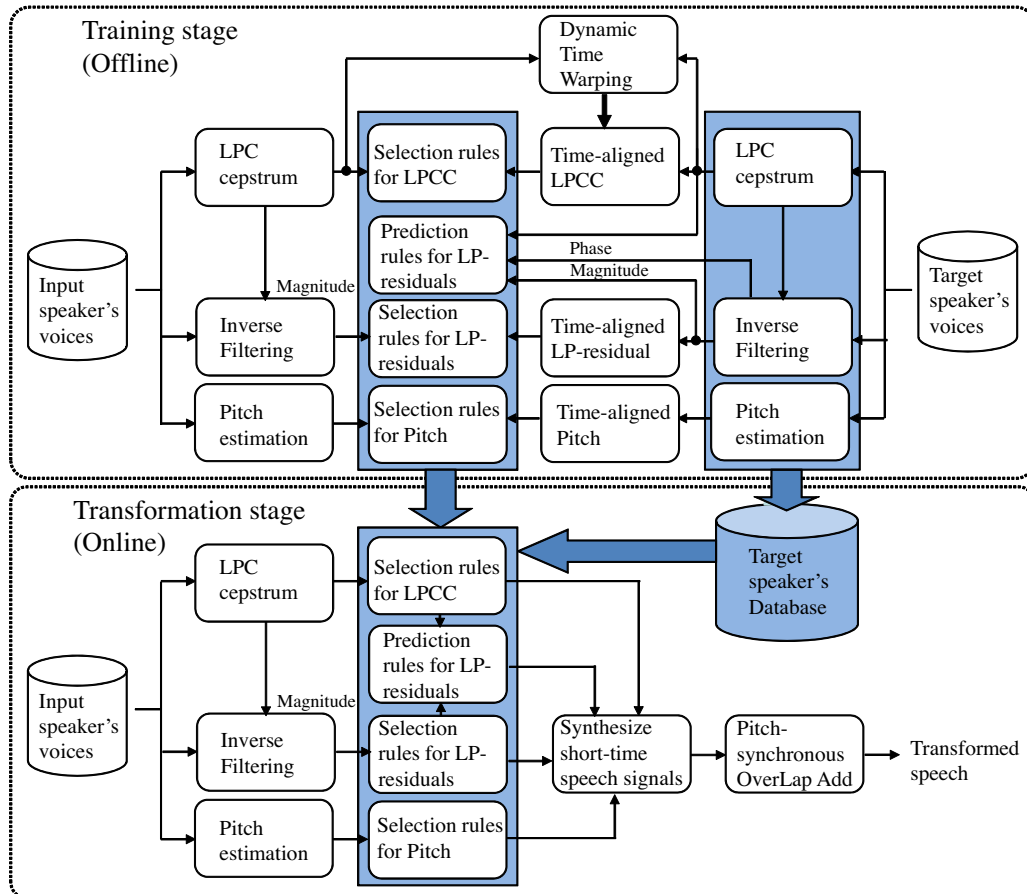 Training stage
(Offline)
Dynamic
Time
Warping
LPC
cepstrum
Selection rules
for LPCC
Time-aligned
LPCC
LPC
cepstrum
Prediction
rules for LP-
residuals
Phase
Magnitude
Input
speaker's
voices
Magnitude
Inverse
Filtering
Selection
rules for LP-
residuals
Time-aligned
LP-residual
Inverse
Filtering
Target
speaker's
voices
Pitch
estimation
Selection rules
for Pitch
Time-aligned
Pitch
Pitch
estimation
Transformation stage
(Online)
LPC
cepstrum
Selection rules
for LPCC
Target
speaker's
Database
Prediction
rules for LP-
residuals
Input
speaker's
voices
Magnitude
Inverse
Filtering
Selection
rules for LP-
residuals
Synthesize
short-time
speech signals
Pitch-
synchronous
OverLap Add
Transformed
speech
Pitch
estimation
Selection rules
for Pitch